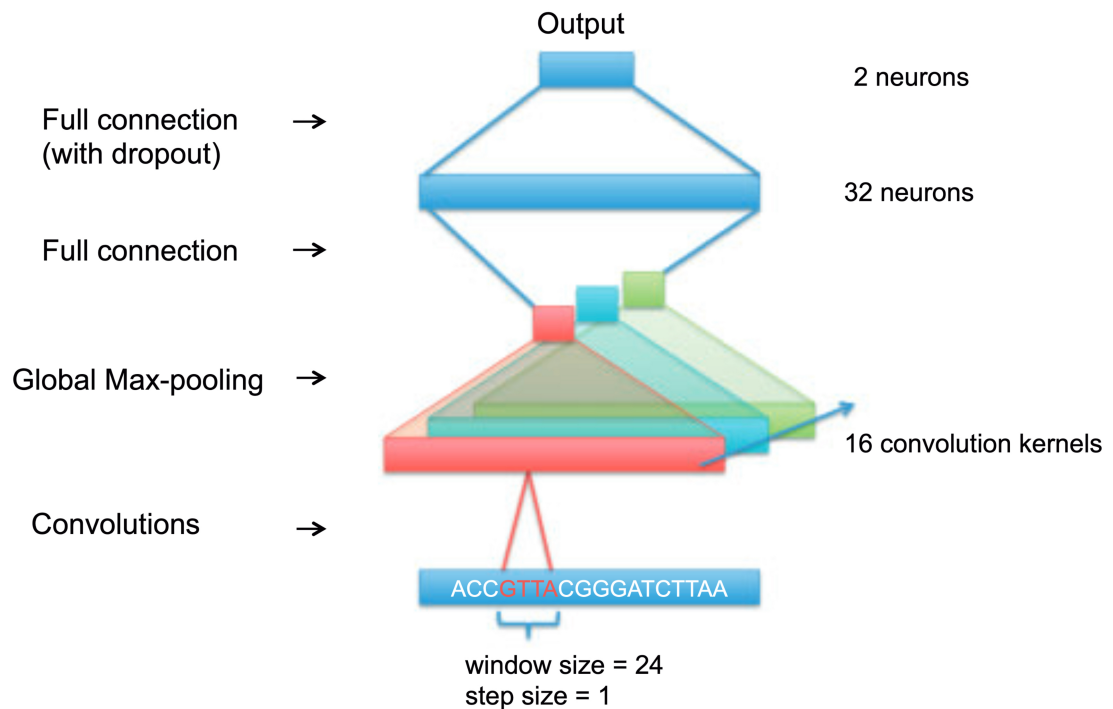 Output
2 neurons
Full connection
(with dropout)
32 neurons
Full connection
Global Max-pooling
16 convolution kernels
Convolutions
ACCGTTACGGGATCTTAA
window size = 24
step size = 1